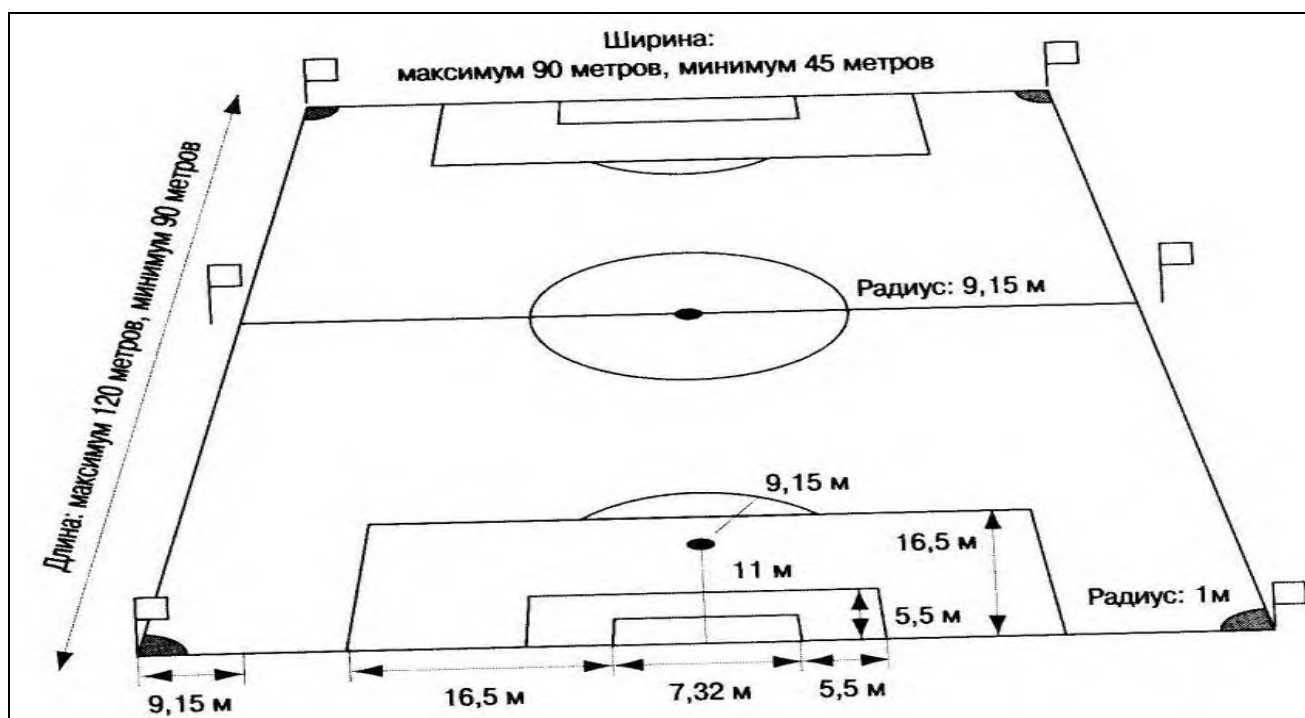 Ширина:
максимум 90 метров, минимум 45 метров
Длина: максимум 120 метров, минимум 90 метров
Радиус: 9,15 м
9,15 м
16,5 м
11 м
Радиус: 1м
5,5 м
9,15 м
16,5 м
7,32 м
5,5 м